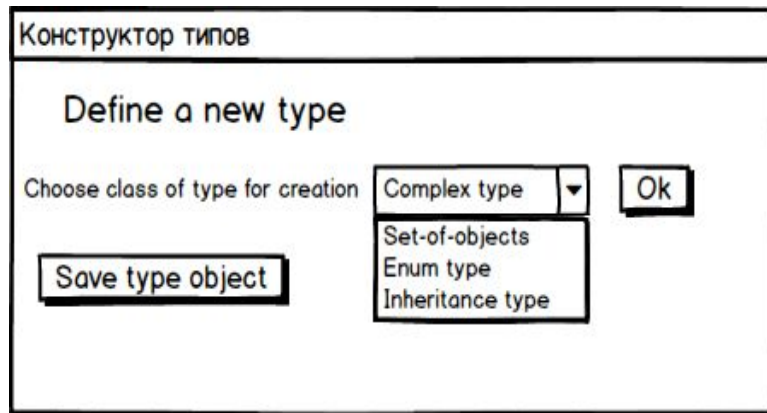 Конструктор типов
Define a new type
Choose class of type for creation Complex type Ok
Set-of-objects
Enum type
Inheritance type
Save type object